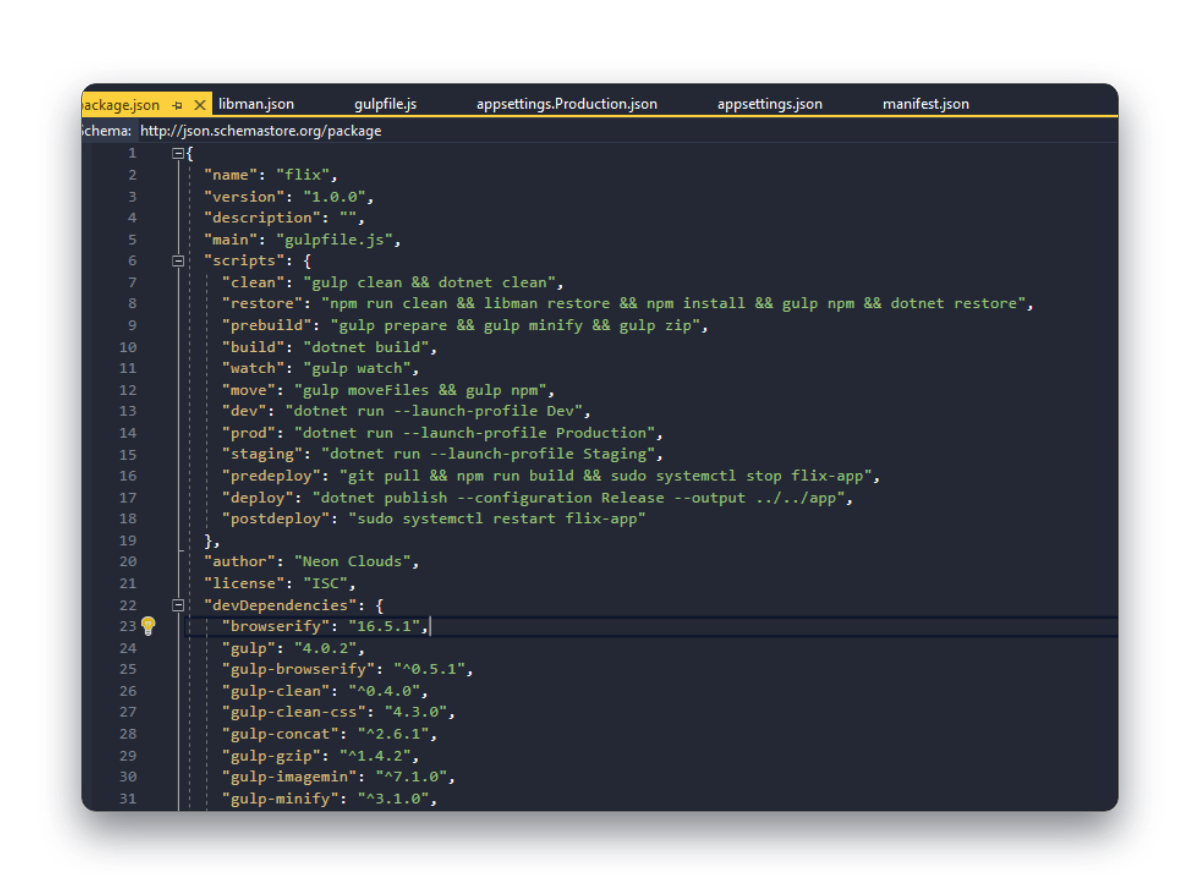 ackage.json libman.json gulpfile.js appsettings.Production.json appsettings.json manifest.json
chema: http://json.schemastore.org/package
1 {
2 "name": "flix",
3 "version": "1.0.0",
4 "description": "",
5 "main": "gulpfile.js",
6 "scripts": {
7 "clean": "gulp clean && dotnet clean",
8 "restore": "npm run clean && libman restore && npm install && gulp npm && dotnet restore",
9 "prebuild": "gulp prepare && gulp minify && gulp zip",
10 "build": "dotnet build",
11 "watch": "gulp watch",
12 "move": "gulp moveFiles && gulp npm",
13 "dev": "dotnet run --launch-profile Dev",
14 "prod": "dotnet run --launch-profile Production",
15 "staging": "dotnet run --launch-profile Staging",
16 "predeploy": "git pull && npm run build && sudo systemctl stop flix-app",
17 "deploy": "dotnet publish --configuration Release --output ../../app",
18 "postdeploy": "sudo systemctl restart flix-app"
19 },
20 "author": "Neon Clouds",
21 "license": "ISC",
22 "devDependencies": {
23 "browserify": "16.5.1",
24 "gulp": "4.0.2",
25 "gulp-browserify": "^0.5.1",
26 "gulp-clean": "^0.4.0",
27 "gulp-clean-css": "4.3.0",
28 "gulp-concat": "^2.6.1",
29 "gulp-gzip": "^1.4.2",
30 "gulp-imagemin": "^7.1.0",
31 "gulp-minify": "^3.1.0",